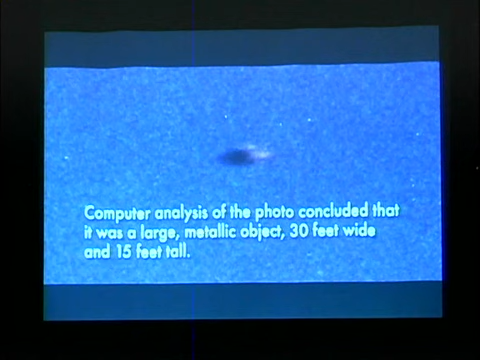 Computer analysis of the photo concluded that
it was a large, metallic object, 30 feet wide
and 15 feet tall.